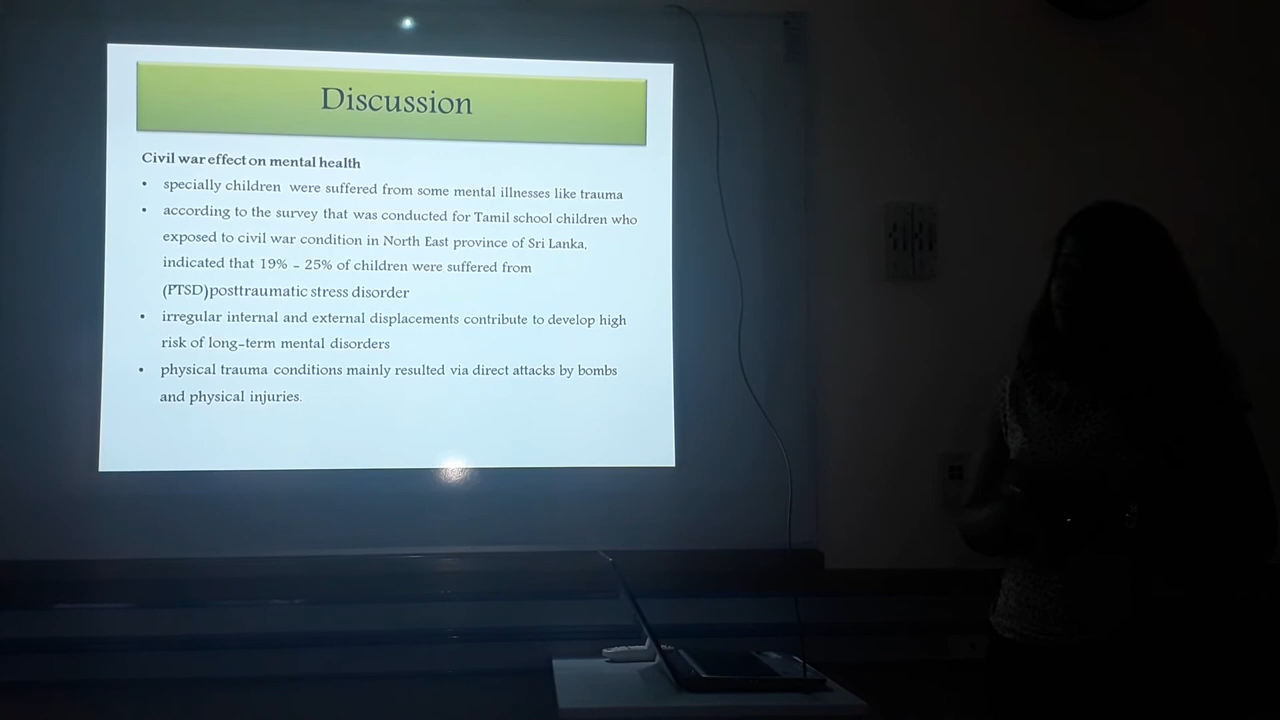 Discussion
Civil war effect on mental health
• specially children were suffered from some mental illnesses like trauma
• according to the survey that was conducted for Tamil school children who
exposed to civil war condition in North East province of Sri Lanka,
indicated that 19% – 25% of children were suffered from
(PTSD)posttraumatic stress disorder
• irregular internal and external displacements contribute to develop high
risk of long-term mental disorders
• physical trauma conditions mainly resulted via direct attacks by bombs
and physical injuries.